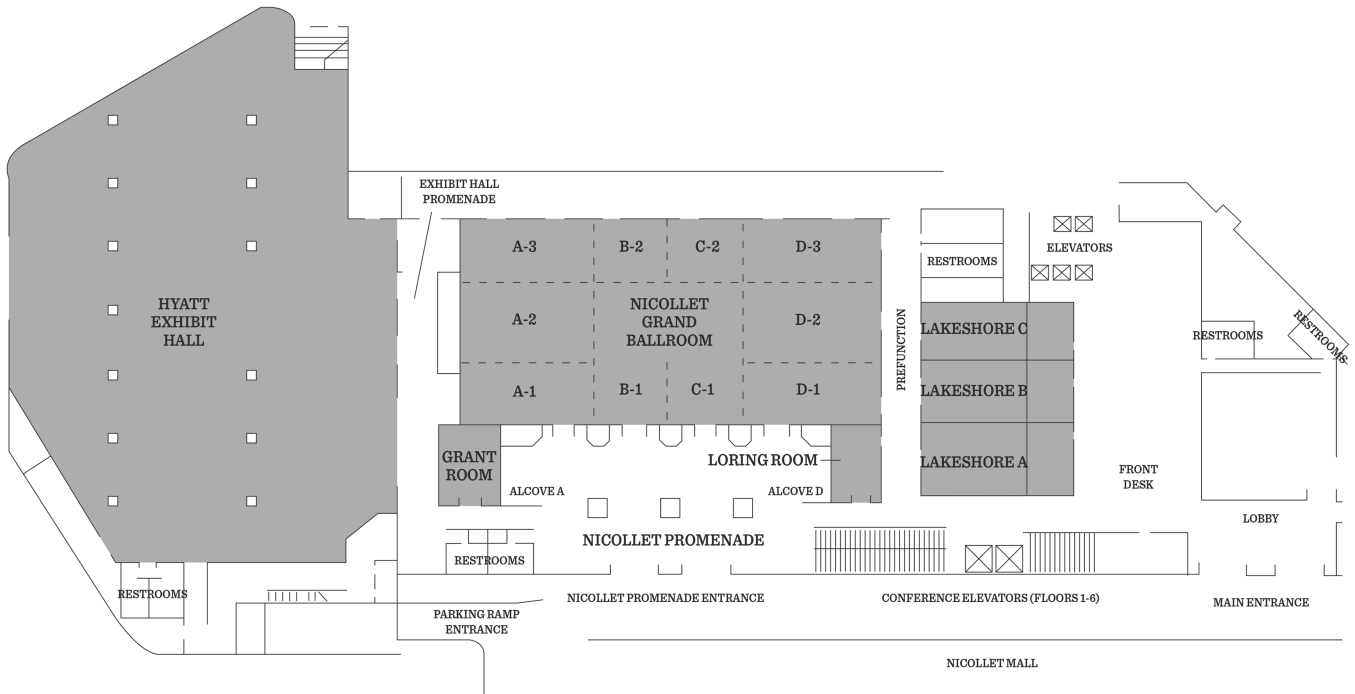 EXHIBIT HALL
PROMENADE
A-3
B-2
C-2
D-3
ELEVATORS
RESTROOMS
HYATT
EXHIBIT
HALL
A-2
NICOLLET
GRAND
BALLROOM
D-2
PREFUNCTION
LAKESHORE C
RESTROOMS
RESTROOMS
A-1
B-1
C-1
D-1
LAKESHORE B
GRANT
ROOM
LORING ROOM
LAKESHORE A
FRONT
DESK
ALCOVE A
ALCOVE D
LOBBY
NICOLLET PROMENADE
RESTROOMS
RESTROOMS
NICOLLET PROMENADE ENTRANCE
CONFERENCE ELEVATORS (FLOORS 1-6)
MAIN ENTRANCE
PARKING RAMP
ENTRANCE
NICOLLET MALL